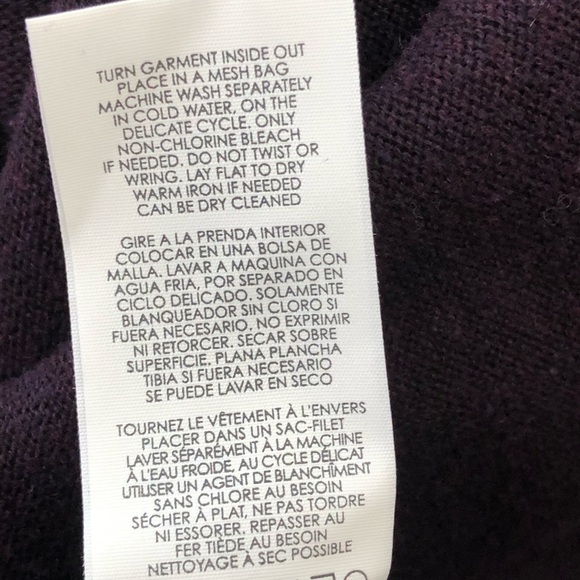 TURN GARMENT INSIDE OUT
PLACE IN A MESH BAG
MACHINE WASH SEPARATELY
IN COLD WATER, ON THE
DELICATE CYCLE. ONLY
NON-CHLORINE BLEACH
IF NEEDED. DO NOT TWIST OR
WRING. LAY FLAT TO DRY
WARM IRON IF NEEDED
CAN BE DRY CLEANED
GIRE A LA PRENDA INTERIOR
COLOCAR EN UNA BOLSA DE
MALLA. LAVAR A MAQUINA CON
AGUA FRIA, POR SEPARADO EN
CICLO DELICADO. SOLAMENTE
BLANQUEADOR SIN CLORO SI
FUERA NECESARIO. NO EXPRIMIR
NI RETORCER. SECAR SOBRE
SUPERFICIE. PLANA PLANCHA
TIBIA SI FUERA NECESARIO
SE PUEDE LAVAR EN SECO
TOURNEZ LE VÊTEMENT À L'ENVERS
PLACER DANS UN SAC-FILET
LAVER SÉPARÉMENT À LA MACHINE
À L'EAU FROIDE, AU CYCLE DÉLICAT
UTILISER UN AGENT DE BLANCHÎMENT
SANS CHLORE AU BESOIN
SÉCHER À PLAT, NE PAS TORDRE
NI ESSORER. REPASSER AU
FER TIÈDE AU BESOIN
NETTOYAGE À SEC POSSIBLE